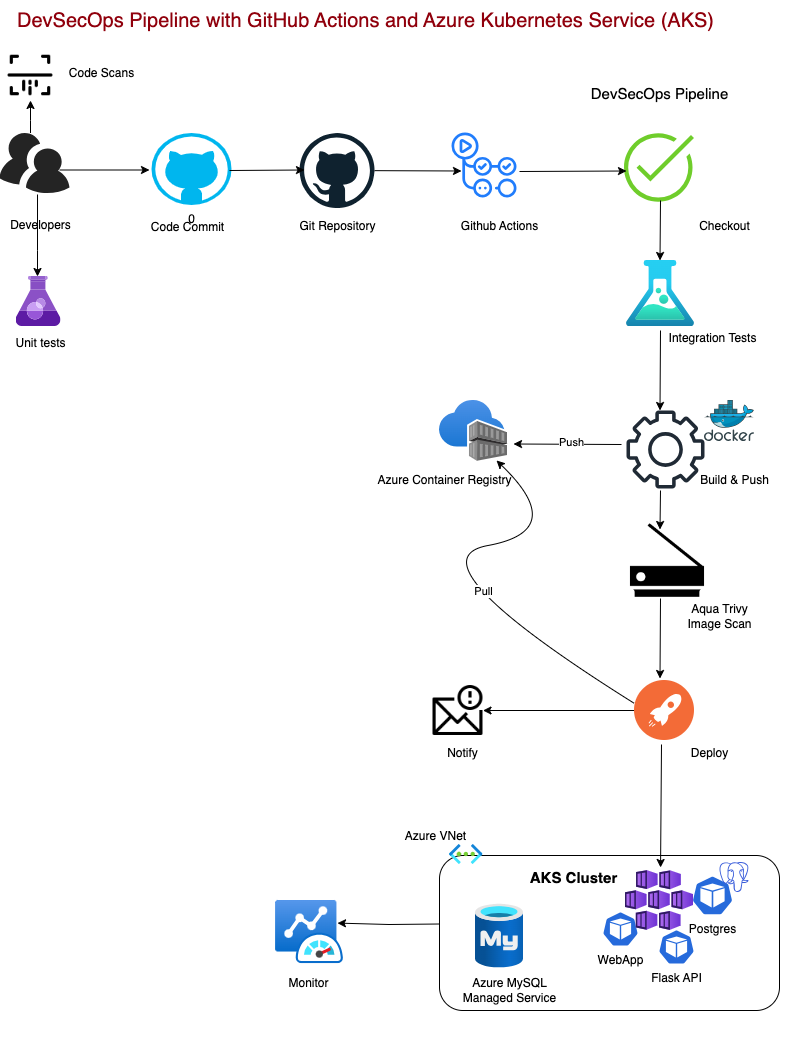 DevSecOps Pipeline with GitHub Actions and Azure Kubernetes Service (AKS)
Code Scans
DevSecOps Pipeline
0
Developers
Code Commit
Git Repository
Github Actions
Checkout
Unit tests
Integration Tests
docker
Push
Azure Container Registry
Build & Push
Pull
Aqua Trivy
Image Scan
Notify
Deploy
Azure VNet
AKS Cluster
My
Postgres
WebApp
Flask API
Monitor
Azure MySQL
Managed Service